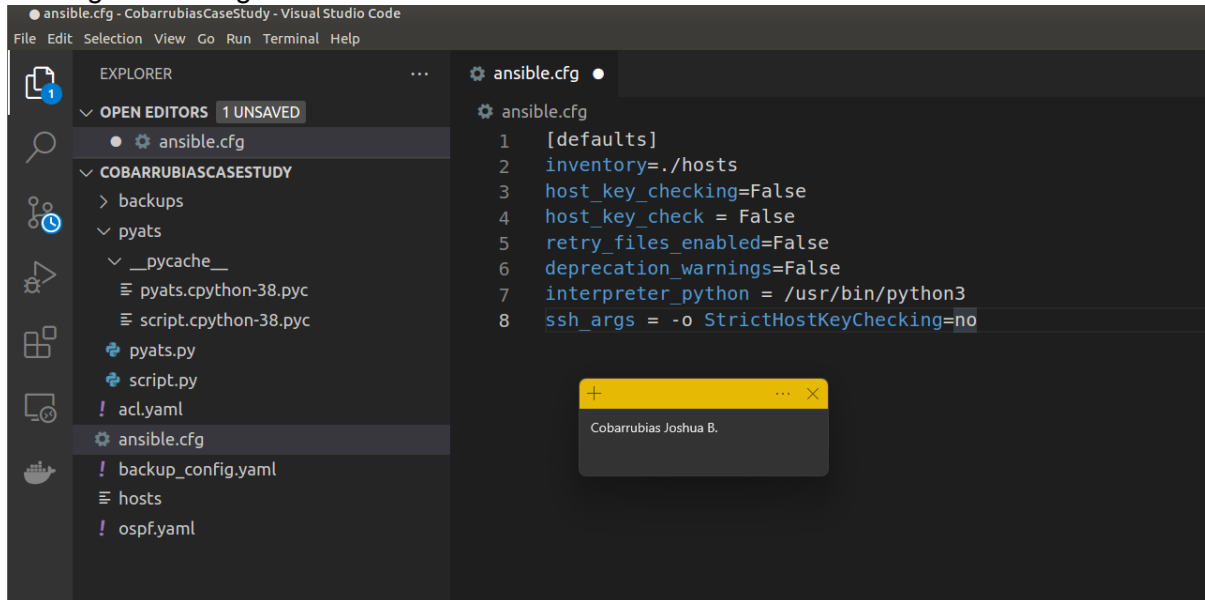 ansible.cfg - CobarrubiasCaseStudy - Visual Studio Code
File Edit Selection View Go Run Terminal Help
EXPLORER
1
OPEN EDITORS 1 UNSAVED
ansible.cfg
COBARRUBIASCASESTUDY
backups
pyats
__pycache__
pyats.cpython-38.pyc
script.cpython-38.pyc
pyats.py
script.py
acl.yaml
ansible.cfg
backup_config.yaml
hosts
ospf.yaml
ansible.cfg
ansible.cfg
1 [defaults]
2 inventory=./hosts
3 host_key_checking=False
4 host_key_check = False
5 retry_files_enabled=False
6 deprecation_warnings=False
7 interpreter_python = /usr/bin/python3
8 ssh_args = -o StrictHostKeyChecking=no
Cobarrubias Joshua B.